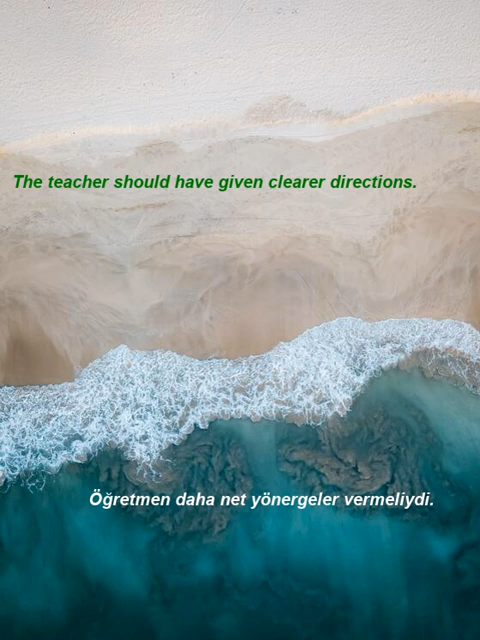 The teacher should have given clearer directions.
Öğretmen daha net yönergeler vermeliydi.